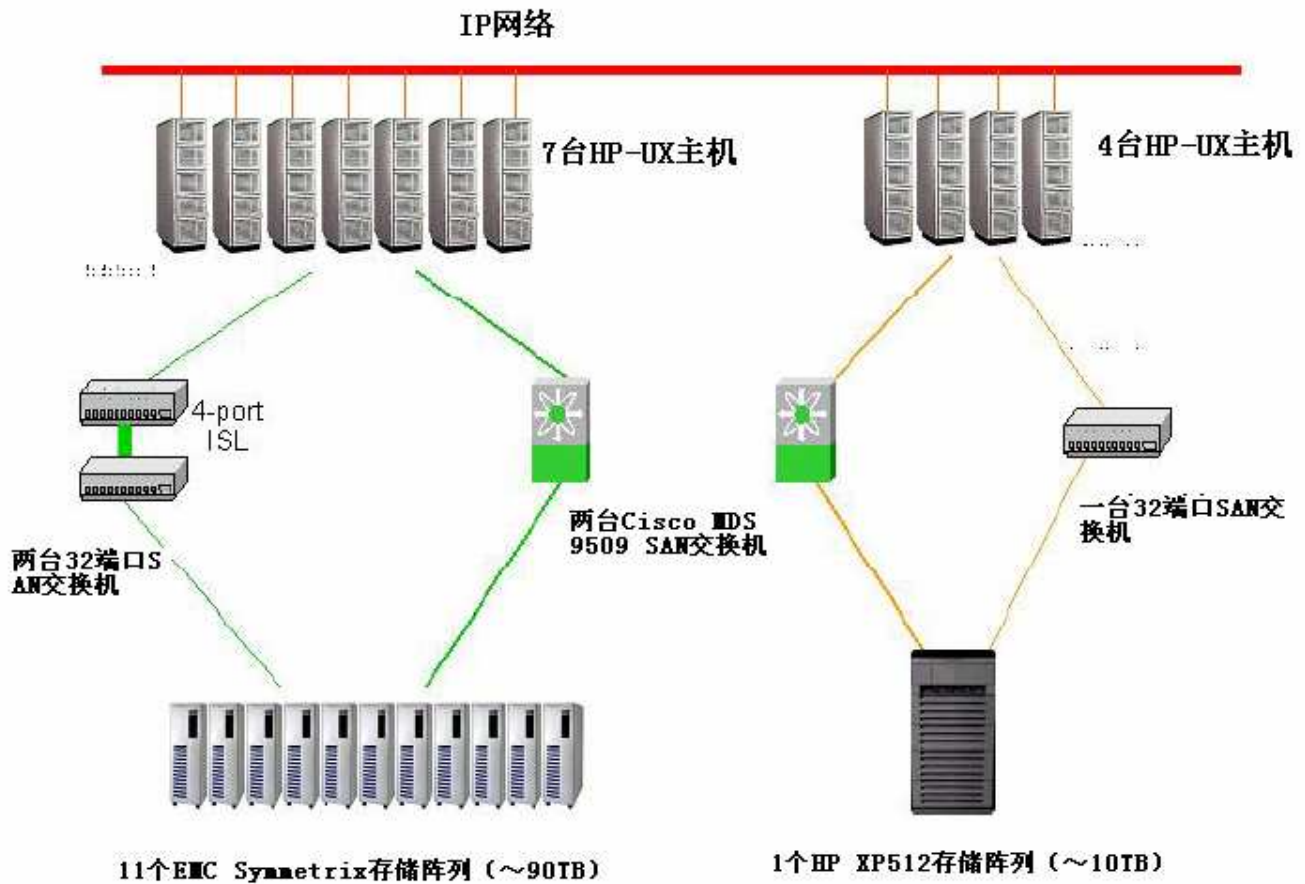 IP网络
7台HP-UX主机
4台HP-UX主机
4-port
ISL
两台32端口S
AN交换机
两台Cisco MDS
9509 SAN交换机
一台32端口SAN交
换机
11个EMC Symmetrix存储阵列（～90TB）
1个HP XP512存储阵列（～10TB）